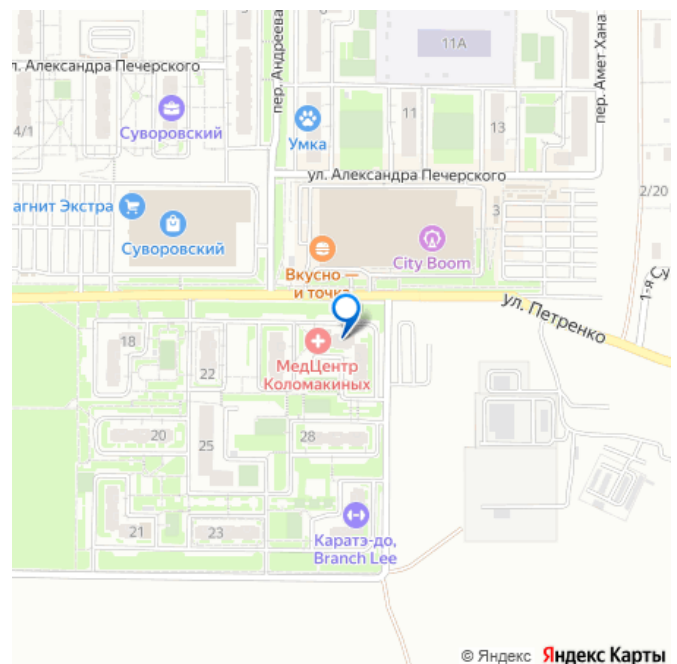 11А
л. Александра Печерского
пер. Андреева
пер. Амет Хана
Суворовский
4/1
Умка
11
13
ул. Александра Печерского
2/20
агнит Экстра
3
Суворовский
City Boom
Вкусно —
и точка
1-я Су
ул. Петренко
18
МедЦентр
Коломакиных
22
20
25
28
21
23
Каратэ-до,
Branch Lee
© Яндекс Яндекс Карты